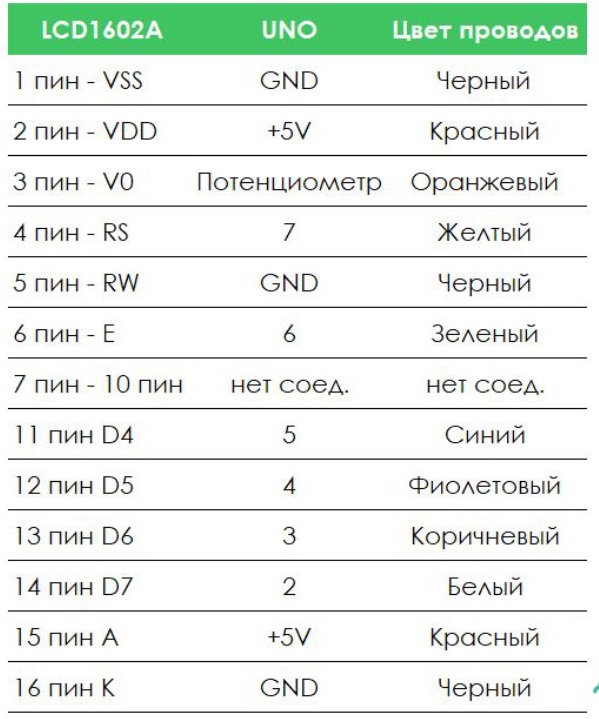 LCD1602A UNO Цвет проводов
1 пин - VSS GND Черный
2 пин - VDD +5V Красный
3 пин - V0 Потенциометр Оранжевый
4 пин - RS 7 Желтый
5 пин - RW GND Черный
6 пин - E 6 Зеленый
7 пин - 10 пин нет соед. нет соед.
11 пин D4 5 Синий
12 пин D5 4 Фиолетовый
13 пин D6 3 Коричневый
14 пин D7 2 Белый
15 пин A +5V Красный
16 пин K GND Черный